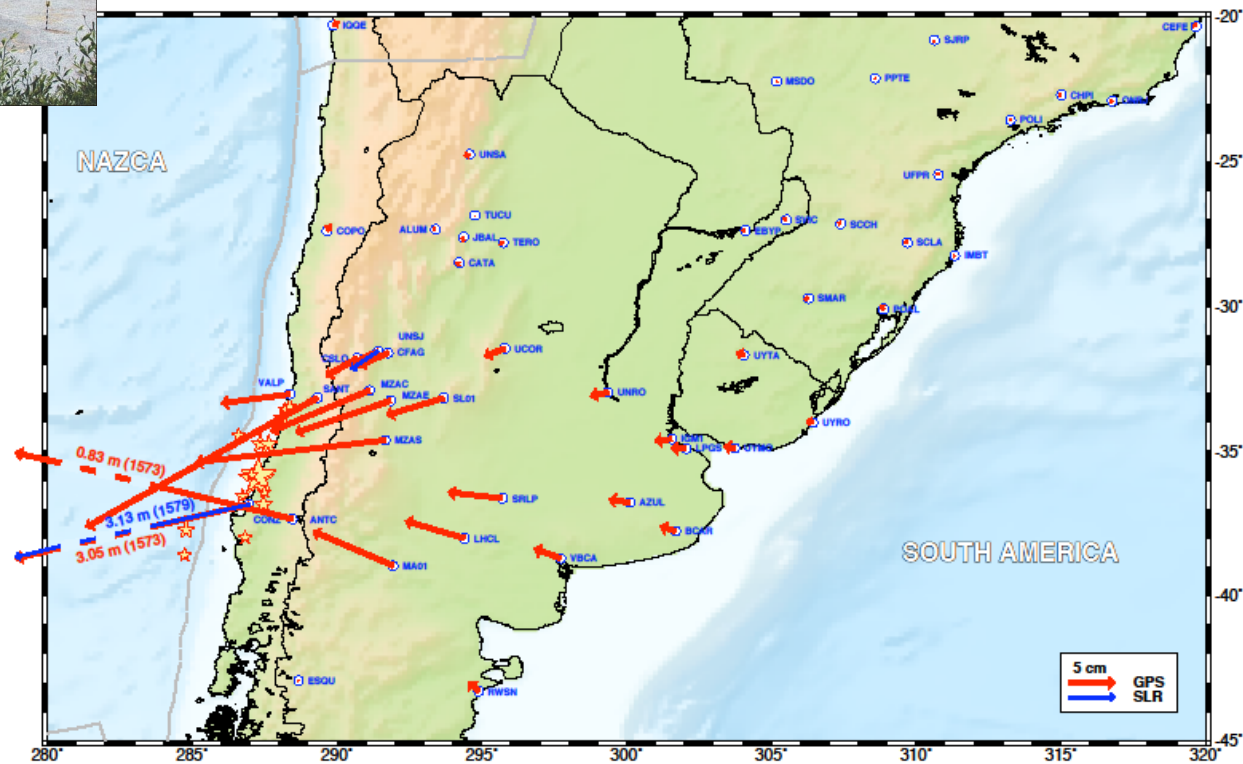 IQQE
CEFE
-20°
SJRP
MSDO
PPTE
CHPI
POLI
NAZCA
UNSA
-25°
UFPR
TUCU
COPO
ALUM
JBAL
TERO
EBYP
SCCH
SCLA
CATA
IMBT
SMAR
-30°
UNSJ
CSLO
CFAG
UCOR
UYTA
VALP
SANT
MZAC
MZAE
SL01
UNRO
UYRO
MZAS
IGM1
LPGS
-35°
0.83 m (1573)
SRLP
AZUL
3.13 m (1579)
CONZ
ANTC
3.05 m (1573)
LHCL
BCAR
VBCA
MA01
SOUTH AMERICA
-40°
ESQU
RWSN
5 cm
GPS
SLR
-45°
280°
285°
290°
295°
300°
305°
310°
315°
320°